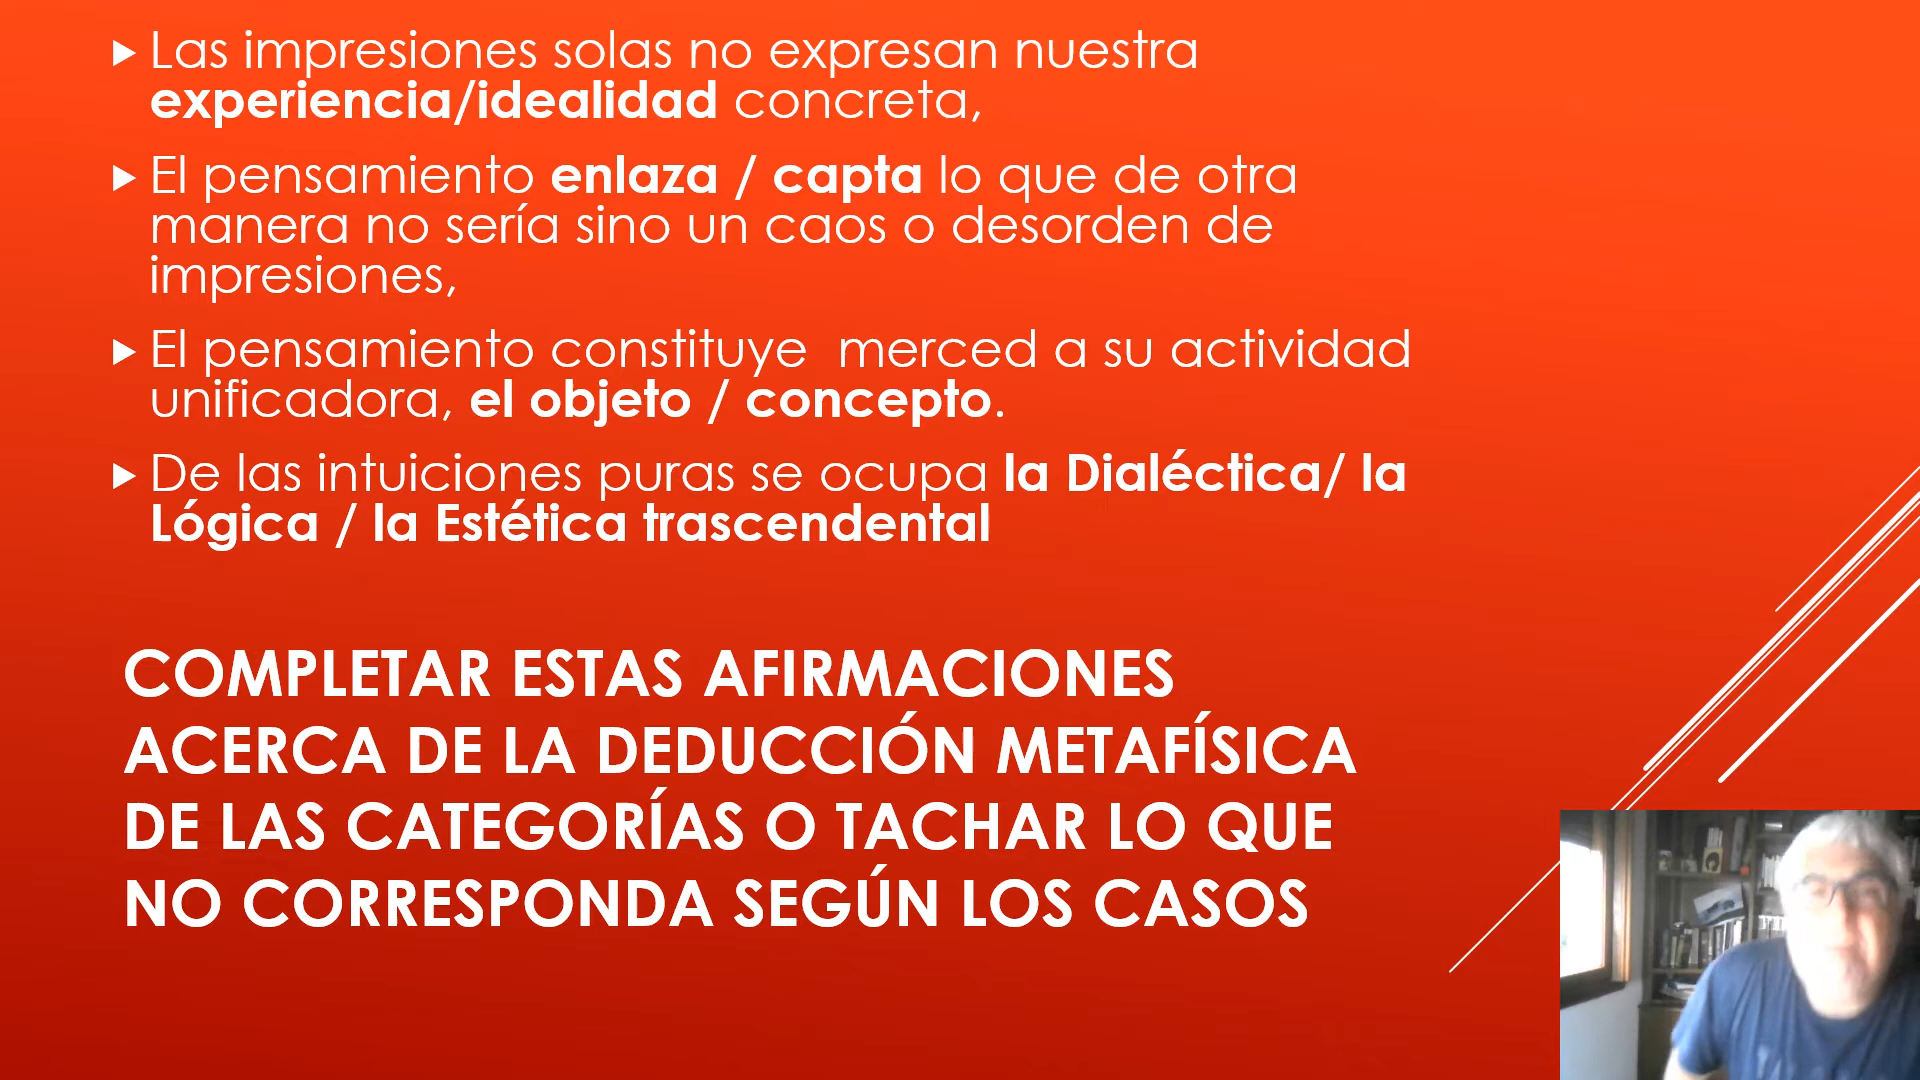 Las impresiones solas no expresan nuestra
experiencia/idealidad concreta,
El pensamiento enlaza / capta lo que de otra
manera no sería sino un caos o desorden de
impresiones,
El pensamiento constituye  merced a su actividad
unificadora, el objeto / concepto.
De las intuiciones puras se ocupa la Dialéctica/ la
Lógica / la Estética trascendental
COMPLETAR ESTAS AFIRMACIONES
ACERCA DE LA DEDUCCIÓN METAFÍSICA
DE LAS CATEGORÍAS O TACHAR LO QUE
NO CORRESPONDA SEGÚN LOS CASOS